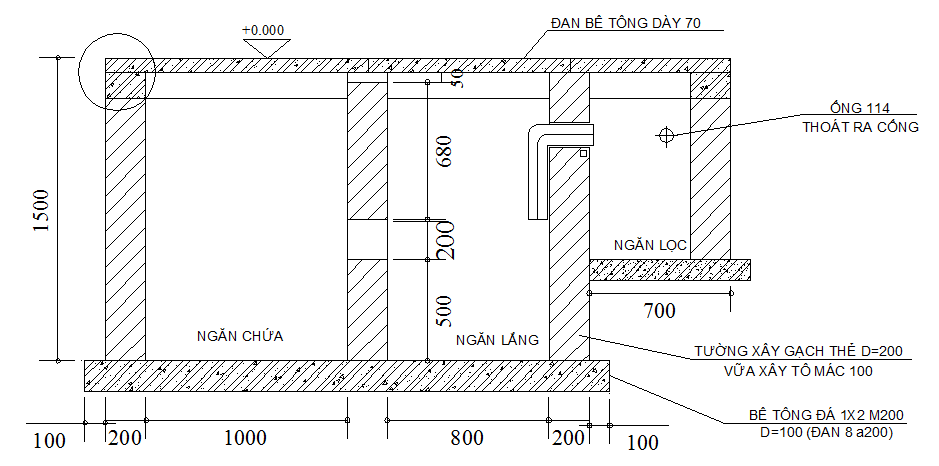 ĐAN BÊ TÔNG DÀY 70
+0.000
50
ỐNG 114
THOÁT RA CỐNG
680
1500
200
NGĂN LỌC
500
700
NGĂN CHỨA
NGĂN LẮNG
TƯỜNG XÂY GẠCH THẺ D=200
VỮA XÂY TÔ MÁC 100
BÊ TÔNG ĐÁ 1X2 M200
D=100 (ĐAN 8 a200)
100
200
1000
800
200
100